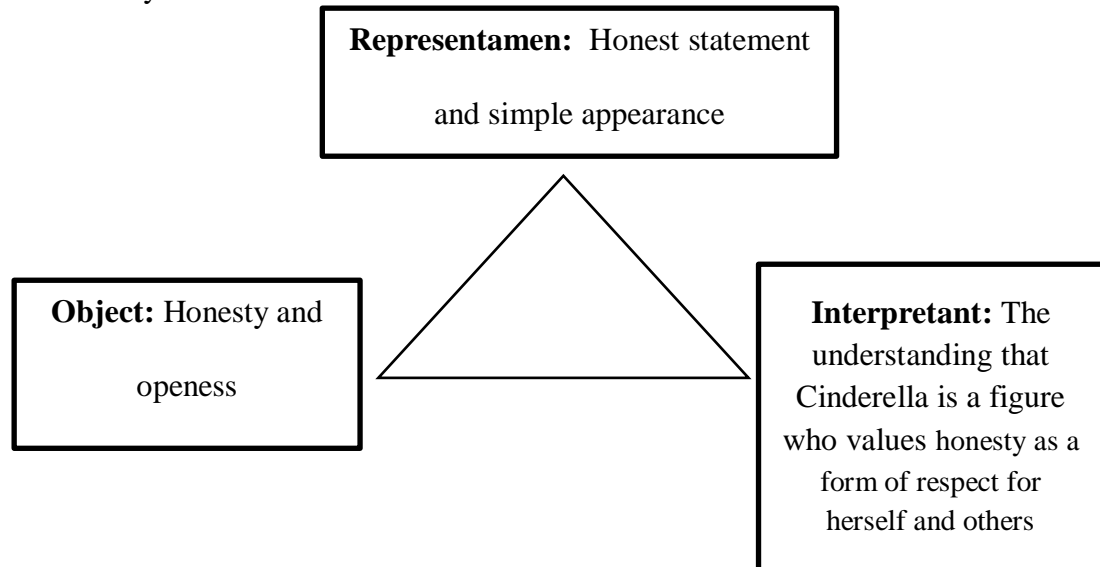 Representamen: Honest statement
and simple appearance
Object: Honesty and
openess
Interpretant: The
understanding that
Cinderella is a figure
who values honesty as a
form of respect for
herself and others